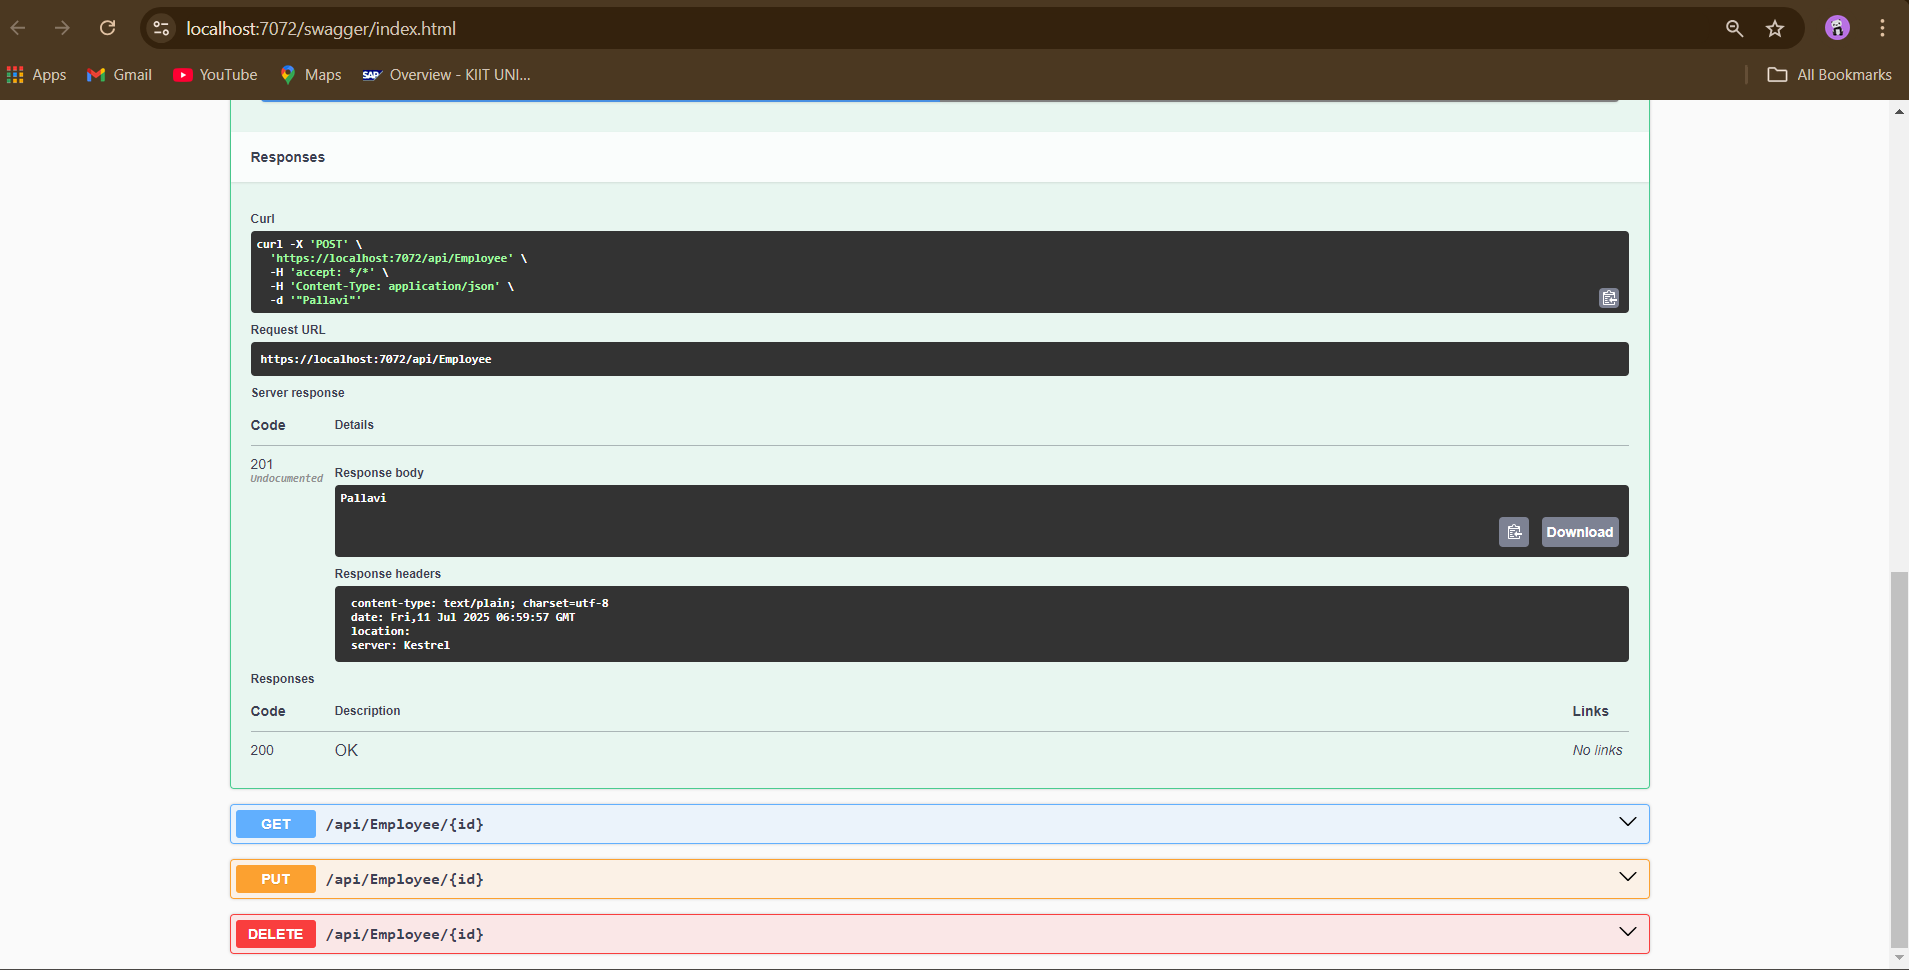 localhost:7072/swagger/index.html
Apps
Gmail
YouTube
Maps
SAP
Overview - KIIT UNI...
All Bookmarks
Responses
Curl
curl -X 'POST' \
'https://localhost:7072/api/Employee' \
-H 'accept: */*' \
-H 'Content-Type: application/json' \
-d '"Pallavi"'
Request URL
https://localhost:7072/api/Employee
Server response
Code Details
201
Undocumented
Response body
Pallavi
Download
Response headers
content-type: text/plain; charset=utf-8
date: Fri,11 Jul 2025 06:59:57 GMT
location:
server: Kestrel
Responses
Code Description Links
200 OK No links
GET /api/Employee/{id}
PUT /api/Employee/{id}
DELETE /api/Employee/{id}